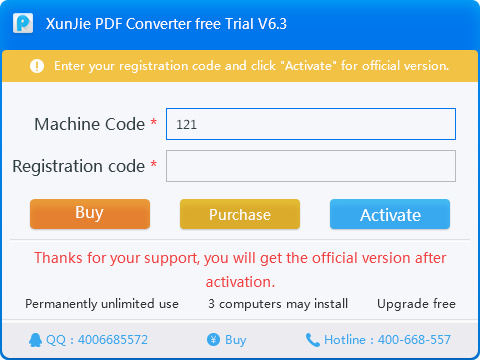 XunJie PDF Converter free Trial V6.3
Enter your registration code and click "Activate" for official version.
Machine Code * 121
Registration code *
Buy Purchase Activate
Thanks for your support, you will get the official version after
activation.
Permanently unlimited use 3 computers may install Upgrade free
QQ : 4006685572 ¥ Buy Hotline : 400-668-557